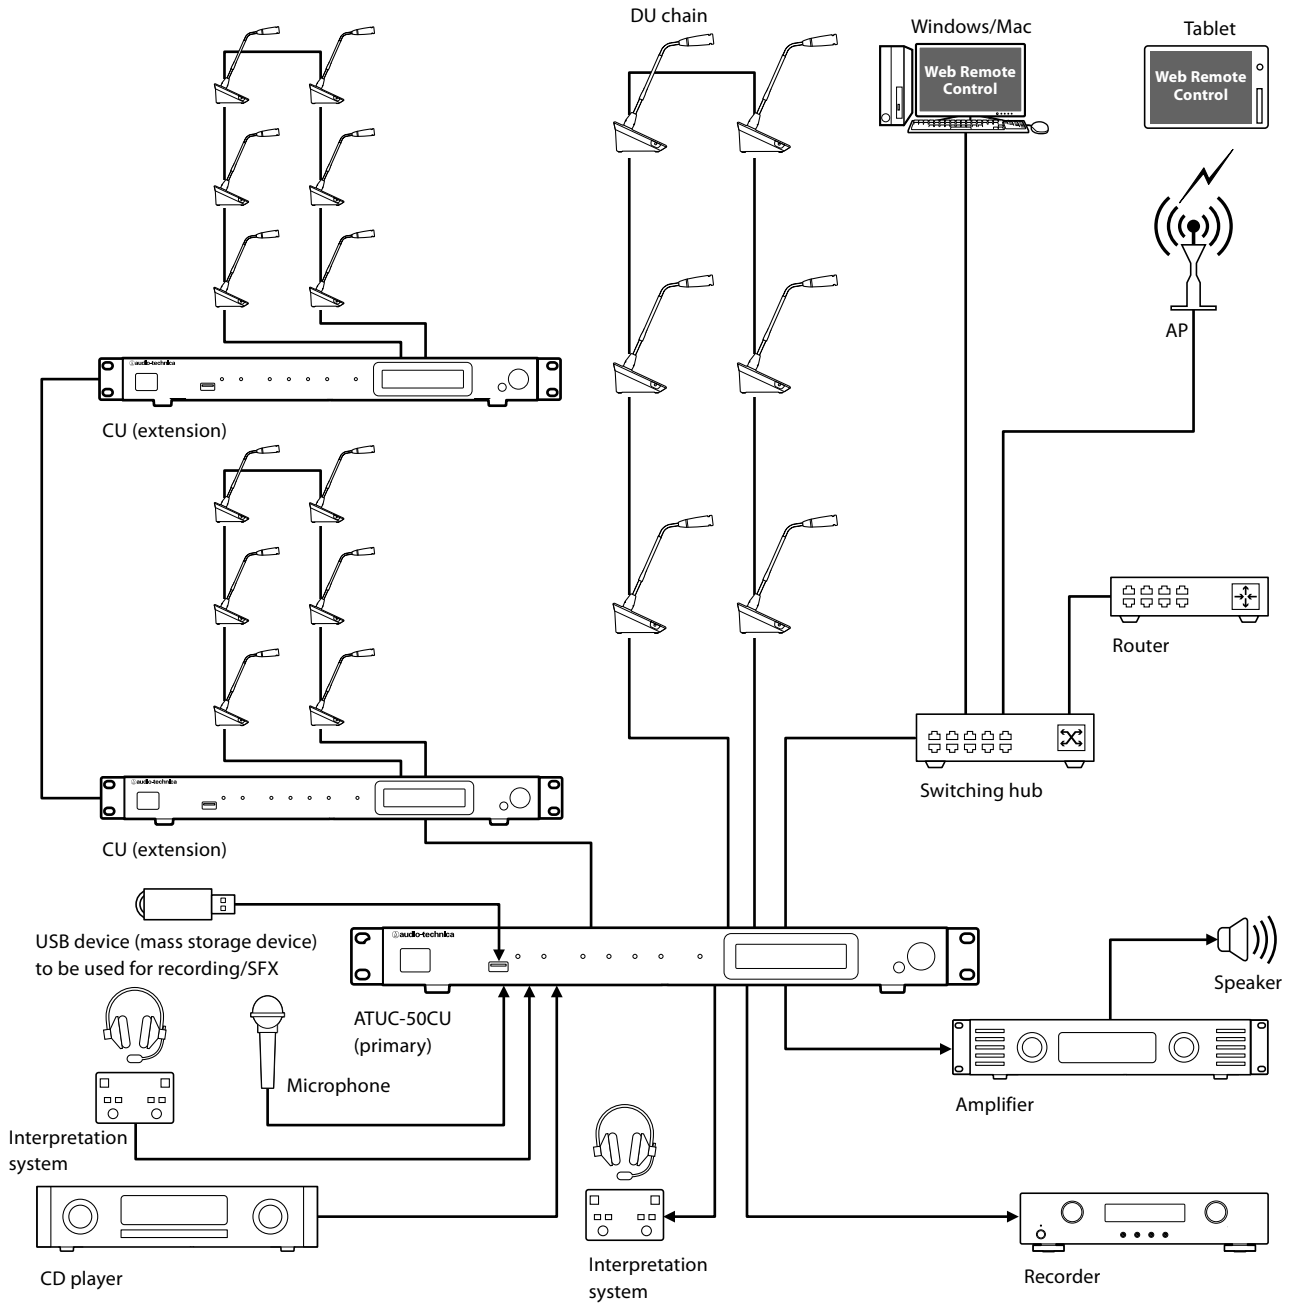 DU chain
Windows/Mac
Tablet
Web Remote
Control
Web Remote
Control
AP
audio-technica
CU (extension)
Router
Switching hub
audio-technica
CU (extension)
USB device (mass storage device)
to be used for recording/SFX
audio-technica
Speaker
ATUC-50CU
(primary)
Microphone
Amplifier
Interpretation
system
CD player
Interpretation
system
Recorder